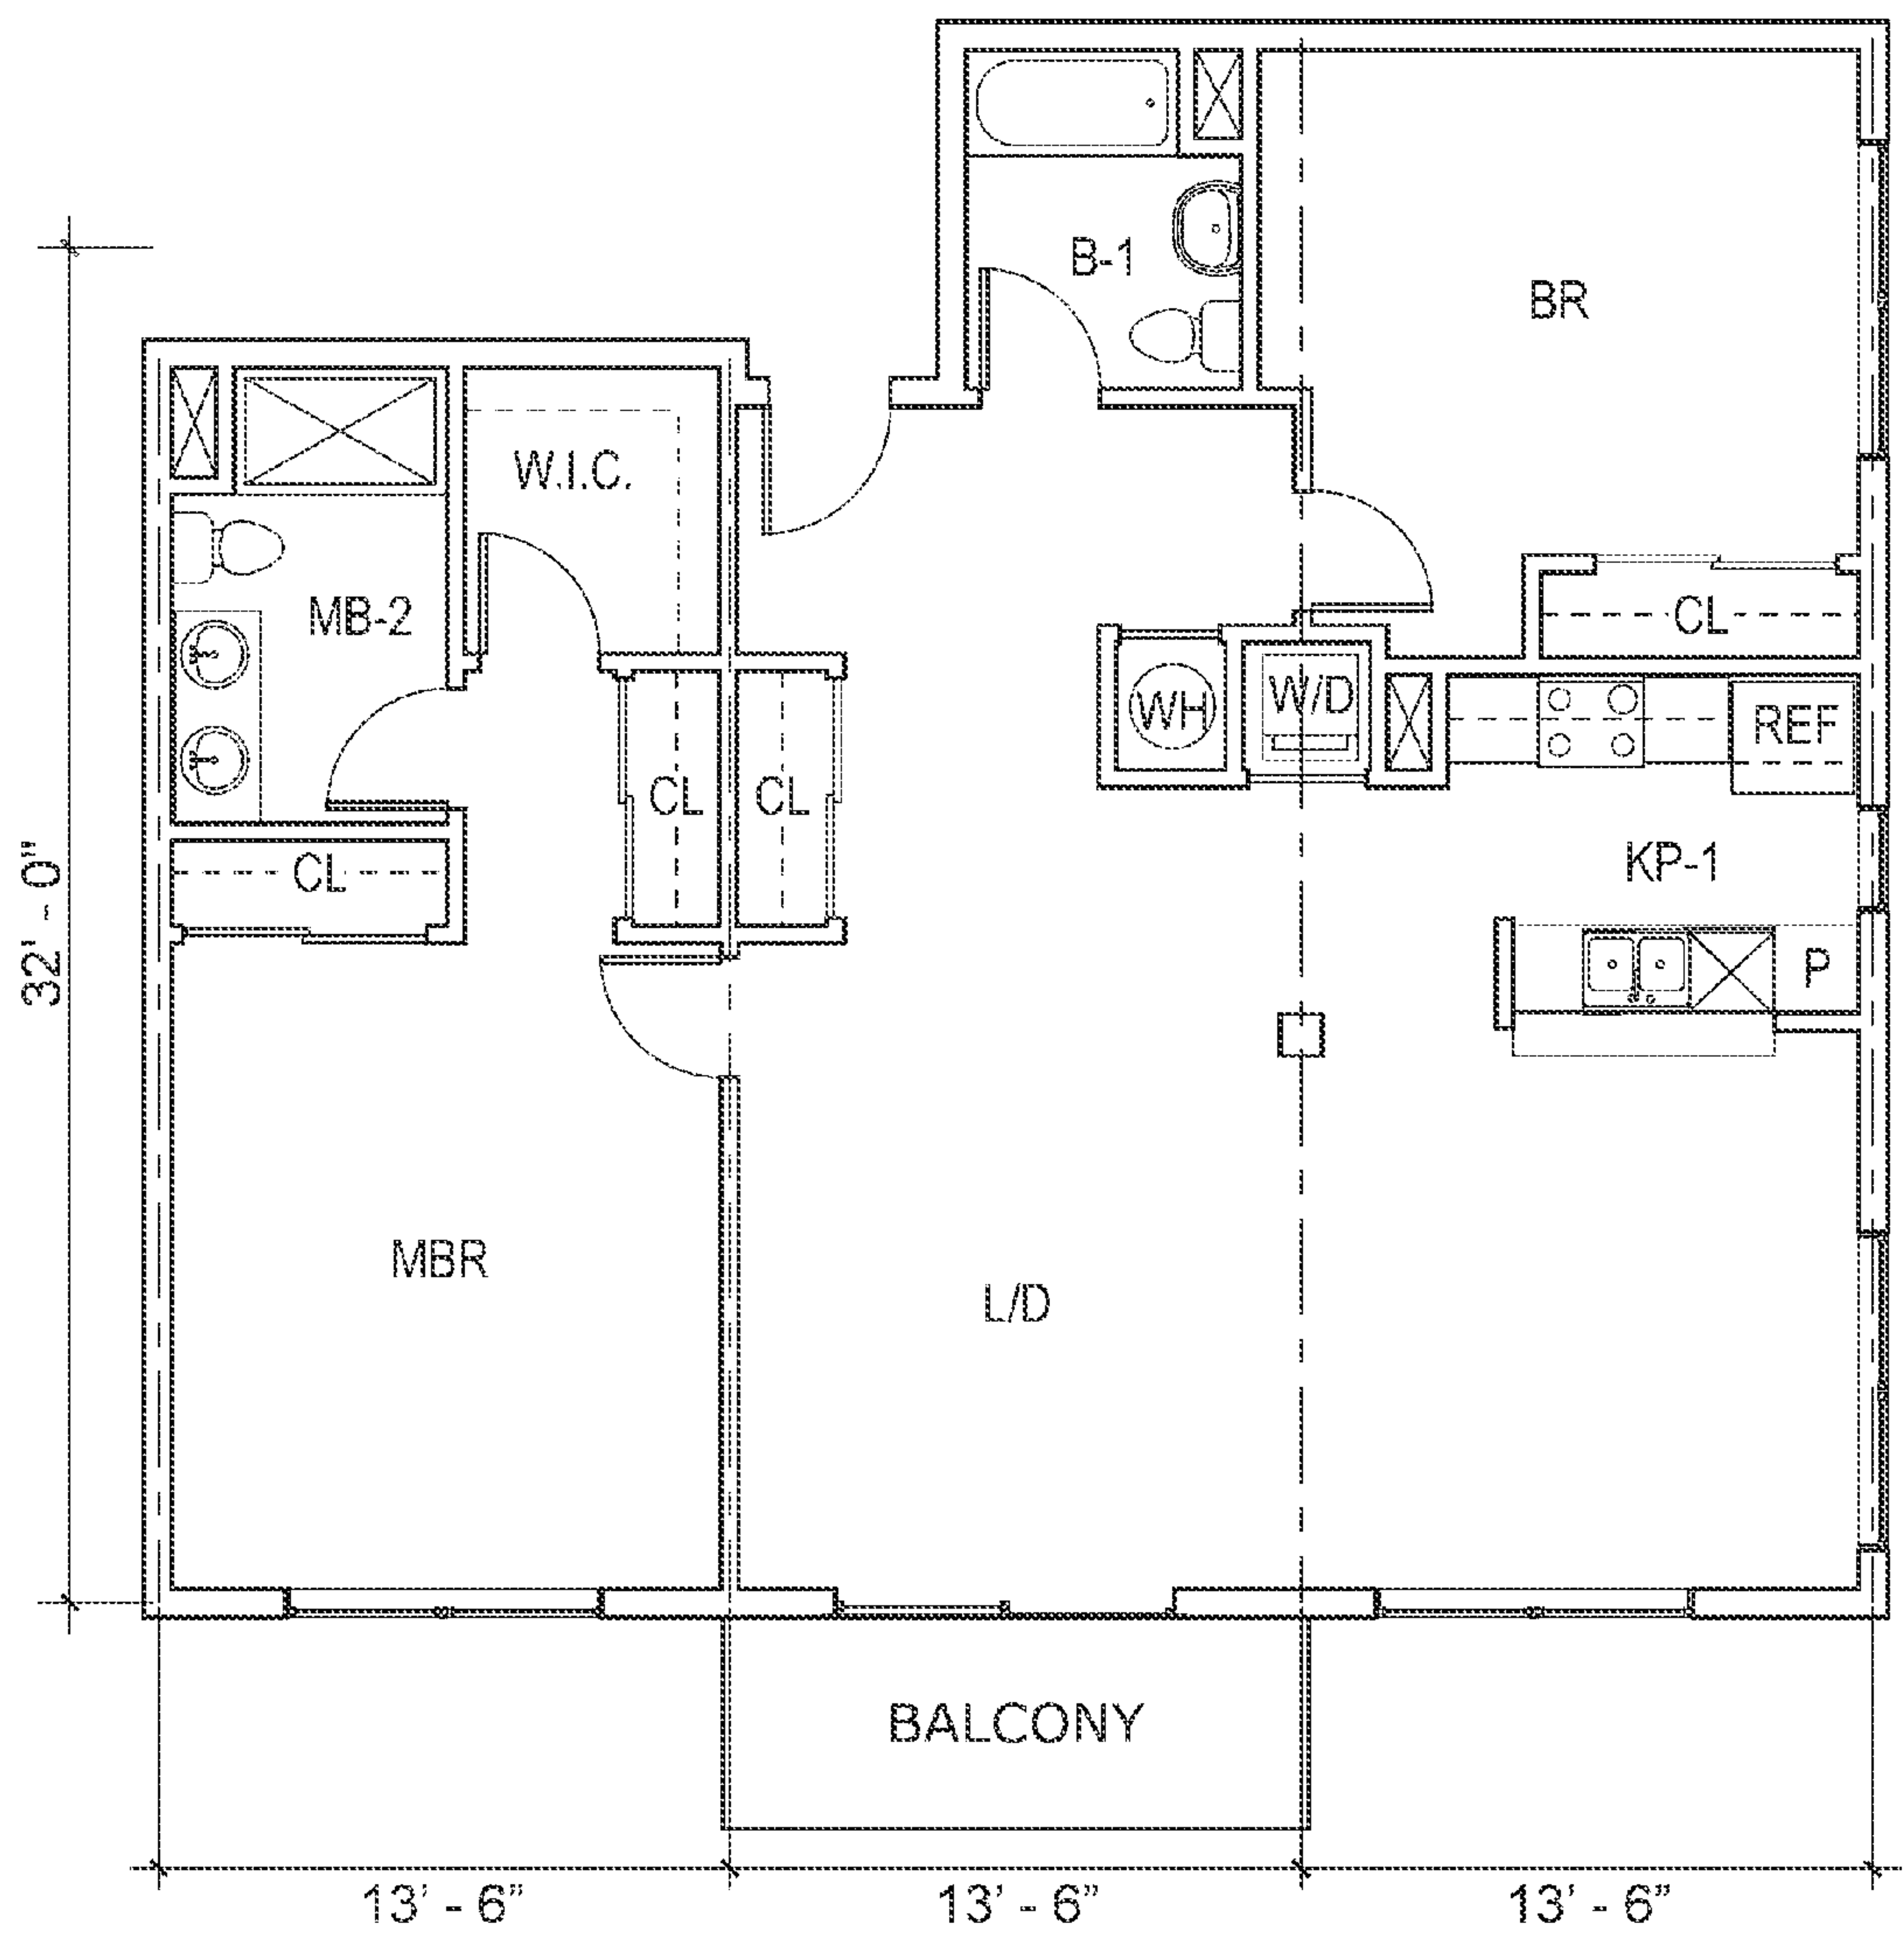 B-1
BR
W.I.C.
MB-2
CL
WH
W/D
REF
CL
CL
CL
KP-1
P
32' - 0"
MBR
L/D
BALCONY
13' - 6"
13' - 6"
13' - 6"